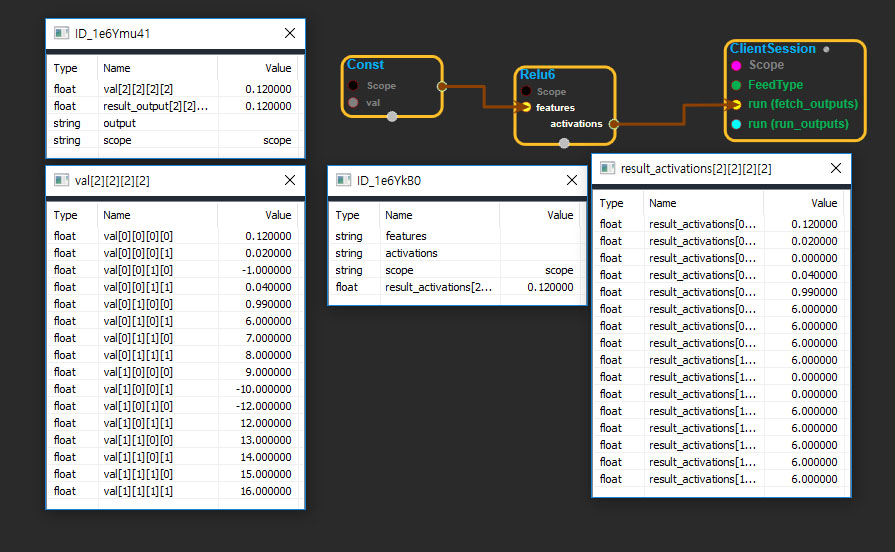 ID_1e6Ymu41
Type Name Value
float val[2][2][2][2] 0.120000
float result_output[2][2]... 0.120000
string output
string scope scope
val[2][2][2][2]
Type Name Value
float val[0][0][0][0] 0.120000
float val[0][0][0][1] 0.020000
float val[0][0][1][0] -1.000000
float val[0][0][1][1] 0.040000
float val[0][1][0][0] 0.990000
float val[0][1][0][1] 6.000000
float val[0][1][1][0] 7.000000
float val[0][1][1][1] 8.000000
float val[1][0][0][0] 9.000000
float val[1][0][0][1] -10.000000
float val[1][0][1][0] -12.000000
float val[1][0][1][1] 12.000000
float val[1][1][0][0] 13.000000
float val[1][1][0][1] 14.000000
float val[1][1][1][0] 15.000000
float val[1][1][1][1] 16.000000
Const
Scope
val
Relu6
Scope
features
activations
ClientSession
Scope
FeedType
run (fetch_outputs)
run (run_outputs)
ID_1e6YkB0
Type Name Value
string features
string activations
string scope scope
float result_activations[2... 0.120000
result_activations[2][2][2][2]
Type Name Value
float result_activations[0... 0.120000
float result_activations[0... 0.020000
float result_activations[0... 0.000000
float result_activations[0... 0.040000
float result_activations[0... 0.990000
float result_activations[0... 6.000000
float result_activations[0... 6.000000
float result_activations[0... 6.000000
float result_activations[1... 6.000000
float result_activations[1... 0.000000
float result_activations[1... 0.000000
float result_activations[1... 6.000000
float result_activations[1... 6.000000
float result_activations[1... 6.000000
float result_activations[1... 6.000000
float result_activations[1... 6.000000